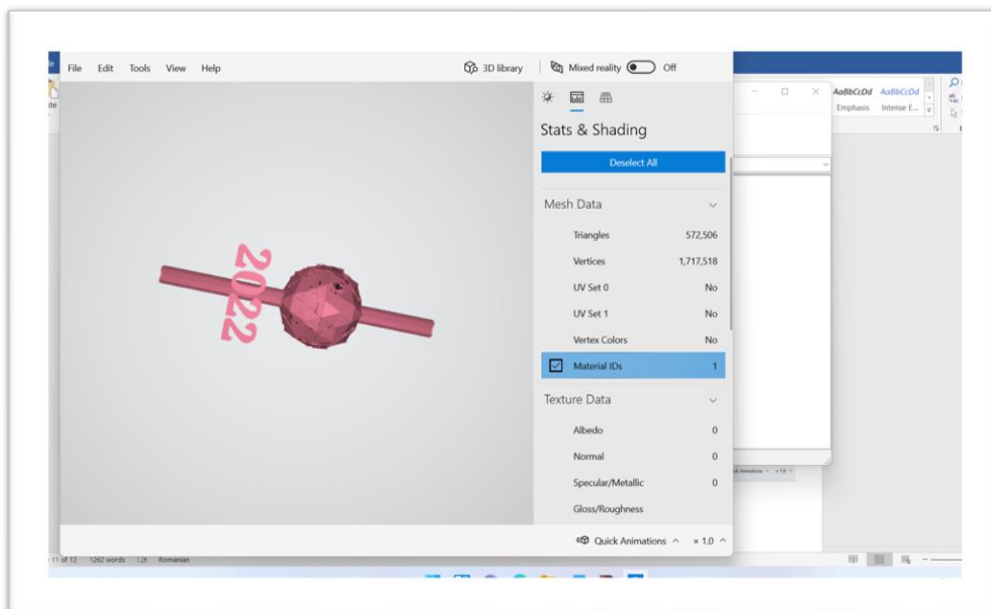 File Edit Tools View Help 3D library Mixed reality Off
Stats & Shading
Deselect All
Mesh Data
Triangles 572,506
Vertices 1,717,518
UV Set 0 No
UV Set 1 No
Vertex Colors No
Material IDs 1
Texture Data
Albedo 0
Normal 0
Specular/Metallic 0
Gloss/Roughness
Quick Animations × 1.0
2022
AaBbCcDd AaBbCcDd
Emphasis Intense E...
of 12 1262 words Romanian